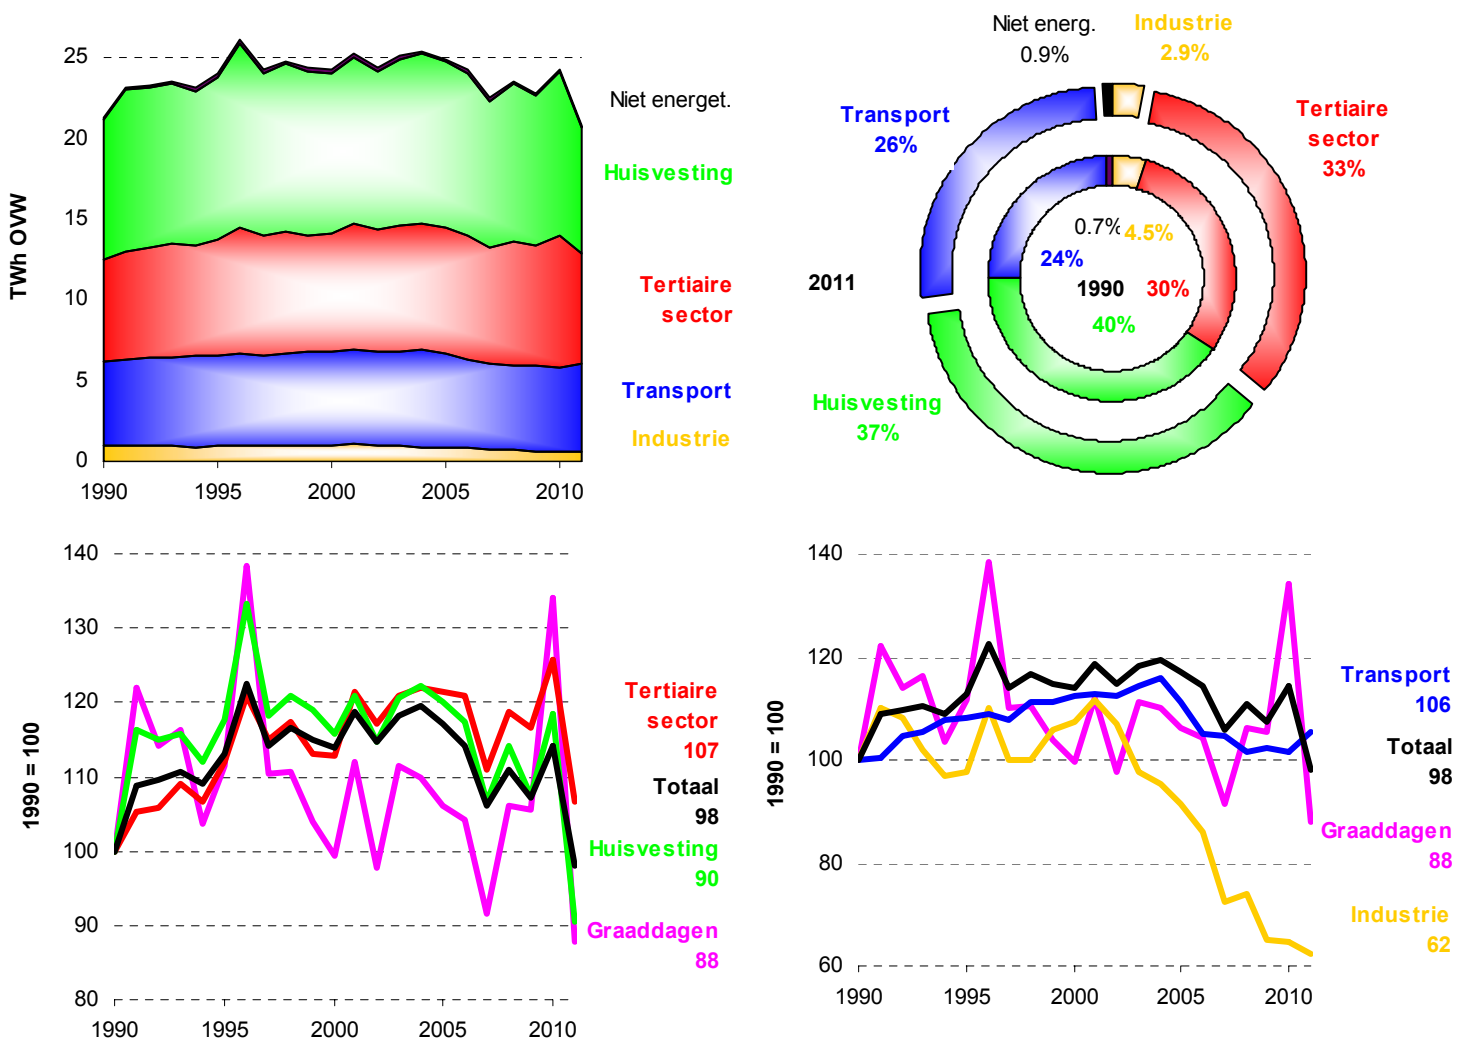 TWh OVW
25
20
15
10
5
0
1990
1995
2000
2005
2010
Niet energet.
Huisvesting
Tertiaire
sector
Transport
Industrie
Niet energ.
0.9%
Industrie
2.9%
Transport
26%
Tertiaire
sector
33%
0.7%
4.5%
24%
2011
1990
30%
40%
Huisvesting
37%
1990 = 100
140
130
120
110
100
90
80
1990
1995
2000
2005
2010
Tertiaire
sector
107
Totaal
98
Huisvesting
90
Graaddagen
88
1990 = 100
140
120
100
80
60
1990
1995
2000
2005
2010
Transport
106
Totaal
98
Graaddagen
88
Industrie
62